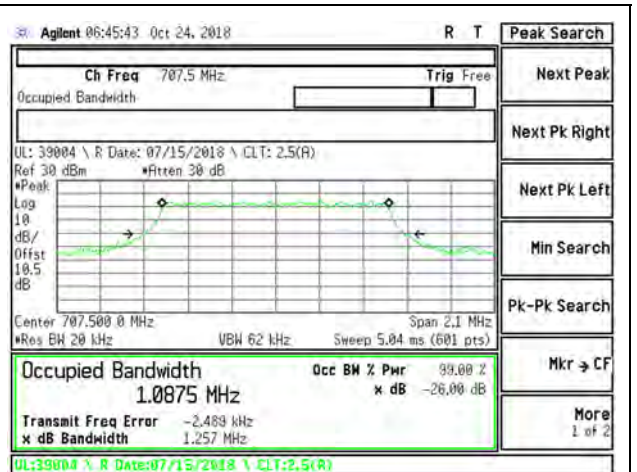 Agilent 06:45:43 Oct 24, 2018 R T
Peak Search
Ch Freq 707.5 MHz Trig Free
Occupied Bandwidth
Next Peak
Next Pk Right
UL: 39004 \ R Date: 07/15/2018 \ CLT: 2.5(A)
Ref 30 dBm #Atten 30 dB
#Peak
Log
10
dB/
Offst
10.5
dB
Next Pk Left
Min Search
Pk-Pk Search
Center 707.500 0 MHz Span 2.1 MHz
#Res BW 20 kHz VBW 62 kHz Sweep 5.04 ms (601 pts)
Occupied Bandwidth Occ BW % Pwr 99.00 %
1.0875 MHz x dB -26.00 dB
Mkr → CF
Transmit Freq Error -2.489 kHz
x dB Bandwidth 1.257 MHz
More
1 of 2
UL:39004 \ R Date:07/15/2018 \ CLT:2.5(A)